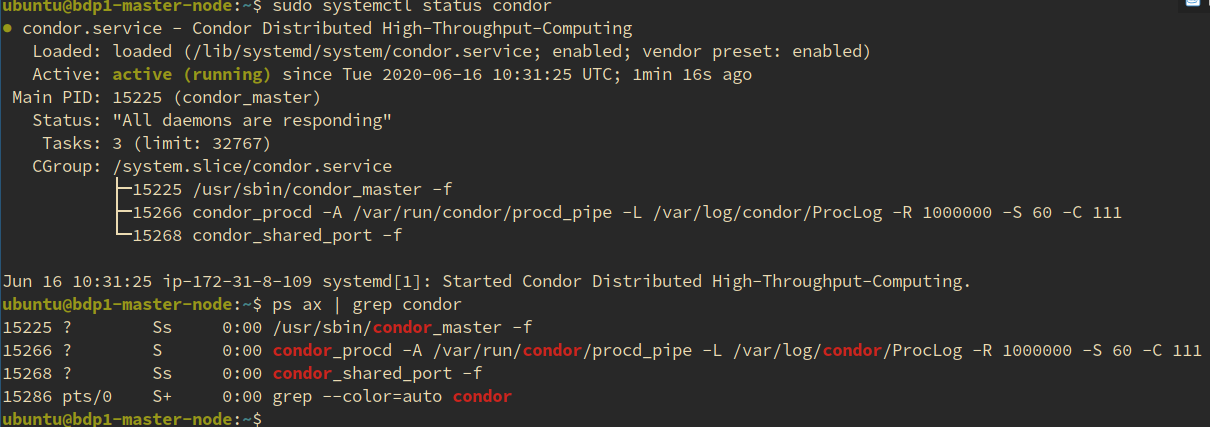 ubuntu@bdp1-master-node:~$ sudo systemctl status condor
● condor.service - Condor Distributed High-Throughput-Computing
Loaded: loaded (/lib/systemd/system/condor.service; enabled; vendor preset: enabled)
Active: active (running) since Tue 2020-06-16 10:31:25 UTC; 1min 16s ago
Main PID: 15225 (condor_master)
Status: "All daemons are responding"
Tasks: 3 (limit: 32767)
CGroup: /system.slice/condor.service
├─15225 /usr/sbin/condor_master -f
├─15266 condor_procd -A /var/run/condor/procd_pipe -L /var/log/condor/ProcLog -R 1000000 -S 60 -C 111
└─15268 condor_shared_port -f
Jun 16 10:31:25 ip-172-31-8-109 systemd[1]: Started Condor Distributed High-Throughput-Computing.
ubuntu@bdp1-master-node:~$ ps ax | grep condor
15225 ?        Ss     0:00 /usr/sbin/condor_master -f
15266 ?        S      0:00 condor_procd -A /var/run/condor/procd_pipe -L /var/log/condor/ProcLog -R 1000000 -S 60 -C 111
15268 ?        Ss     0:00 condor_shared_port -f
15286 pts/0    S+     0:00 grep --color=auto condor
ubuntu@bdp1-master-node:~$